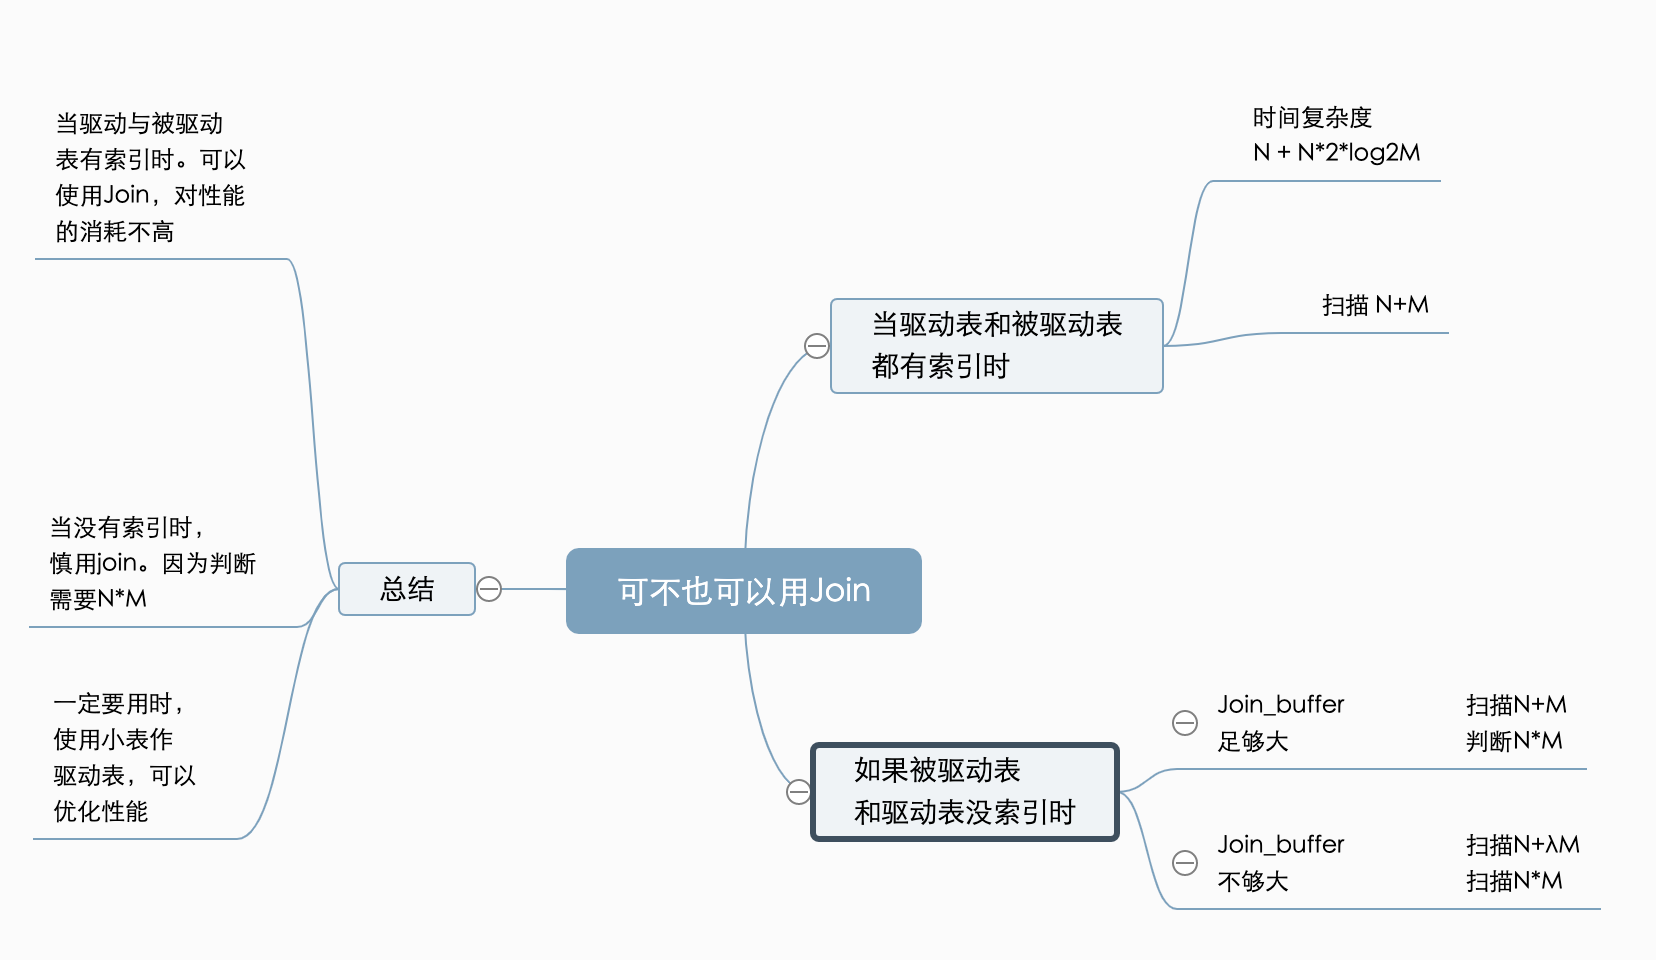 可不也可以用Join
当驱动表和被驱动表
都有索引时
时间复杂度
N + N*2*log2M
扫描 N+M
如果被驱动表
和驱动表没索引时
Join_buffer
足够大
扫描N+M
判断N*M
Join_buffer
不够大
扫描N+λM
扫描N*M
总结
当驱动与被驱动
表有索引时。可以
使用Join，对性能
的消耗不高
当没有索引时，
慎用join。因为判断
需要N*M
一定要用时，
使用小表作
驱动表，可以
优化性能